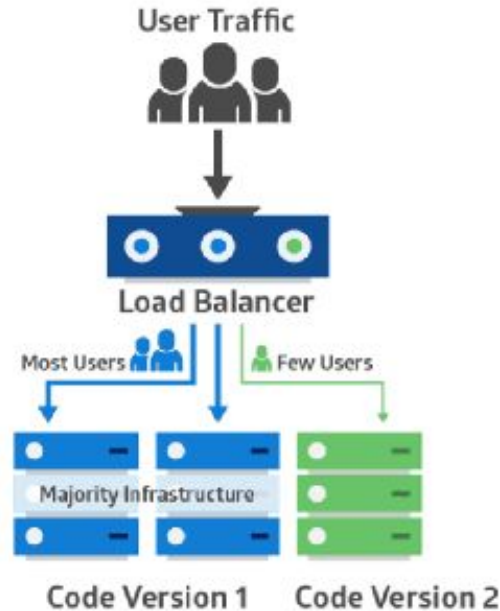 User Traffic
Load Balancer
Most Users
Few Users
Majority Infrastructure
Code Version 1
Code Version 2